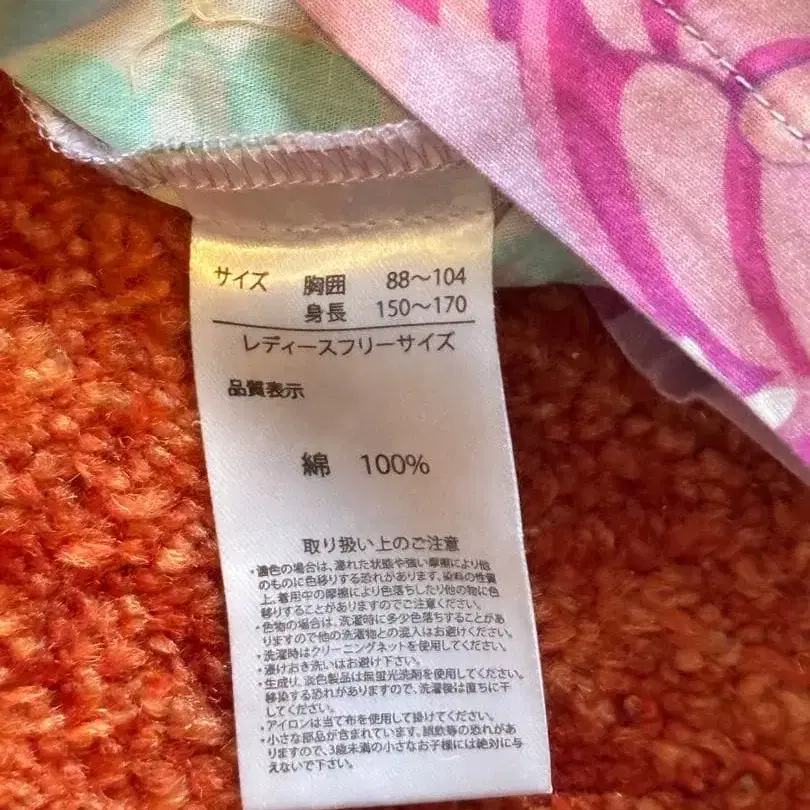 サイズ 胸囲 88～104
身長 150～170
レディースフリーサイズ
品質表示
綿 100%
取り扱い上のご注意
・濃色の場合は、濡れた状態や強い摩擦により他
のものに色移りする恐れがあります。染料の性質
上、着用中の摩擦により色落ちしたり他の物に色
移りすることがありますのでご注意ください。
・色物の場合は、洗濯時に多少色落ちすることがあ
りますので他の洗濯物との混入はお避けください。
・洗濯時はクリーニングネットを使用してください。
・漬けおき洗いはお避け下さい。
・生成り、淡色製品は無蛍光洗剤を使用してください。
移染する恐れがありますので、洗濯後は直ちに干
してください。
・アイロンは当て布を使用して掛けてください。
・小さな部品が含まれています。誤飲等の恐れがあ
りますので、3歳未満の小さなお子様には絶対に与
えないで下さい。